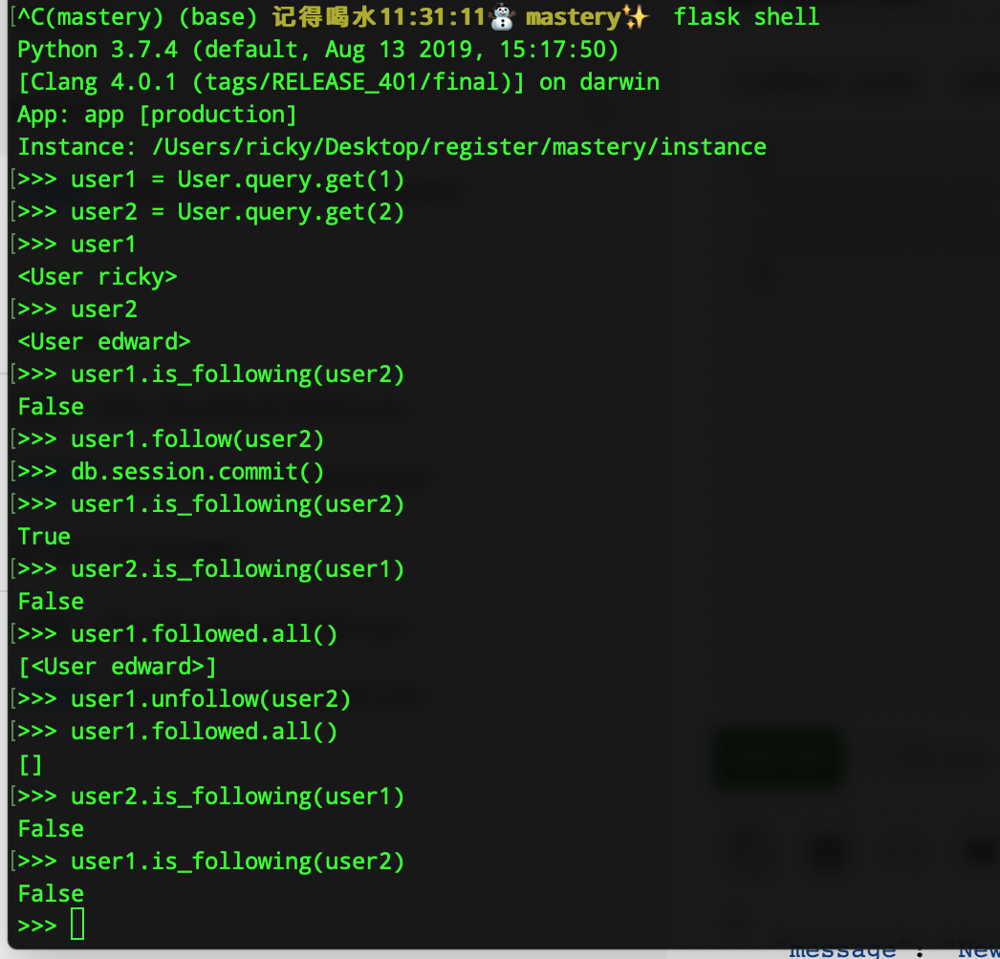 ^C(mastery) (base) 记得喝水11:31:11⛄ mastery✨ flask shell
Python 3.7.4 (default, Aug 13 2019, 15:17:50)
[Clang 4.0.1 (tags/RELEASE_401/final)] on darwin
App: app [production]
Instance: /Users/ricky/Desktop/register/mastery/instance
>>> user1 = User.query.get(1)
>>> user2 = User.query.get(2)
>>> user1
<User ricky>
>>> user2
<User edward>
>>> user1.is_following(user2)
False
>>> user1.follow(user2)
>>> db.session.commit()
>>> user1.is_following(user2)
True
>>> user2.is_following(user1)
False
>>> user1.followed.all()
[<User edward>]
>>> user1.unfollow(user2)
>>> user1.followed.all()
[]
>>> user2.is_following(user1)
False
>>> user1.is_following(user2)
False
>>>
"message": "New